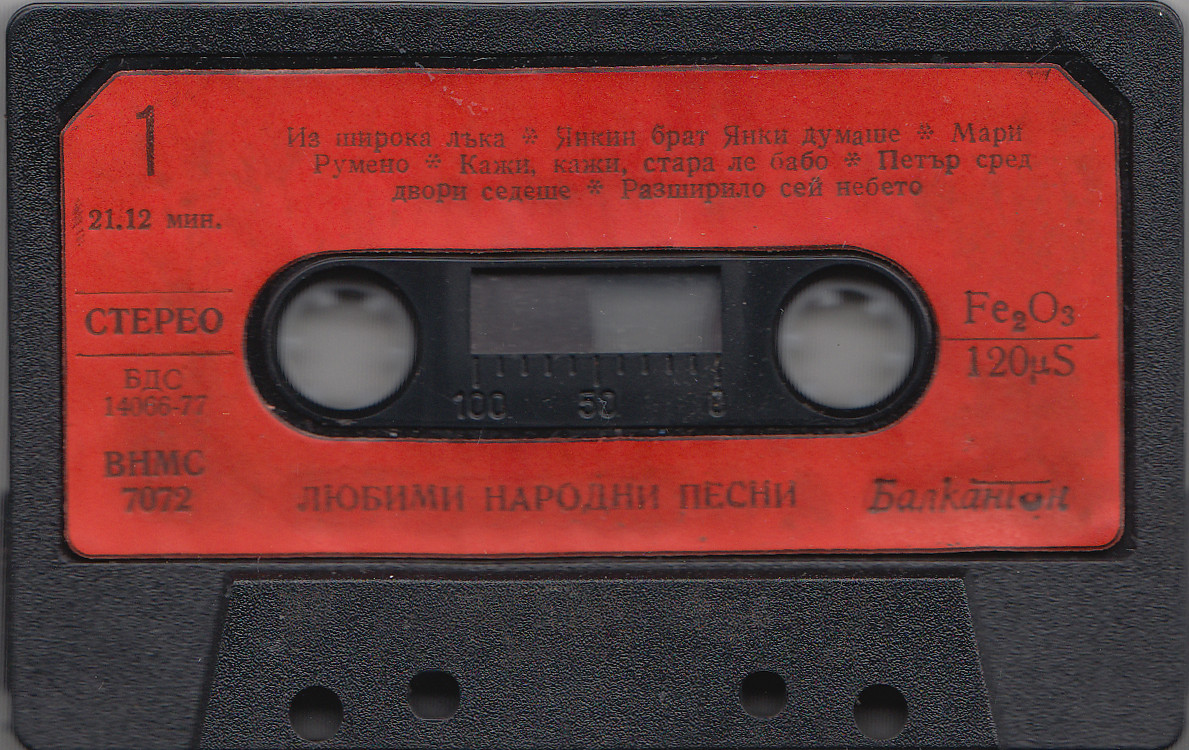 1
Из широка лъка * Янкин брат Янки думаше * Мари
Румено * Кажи, кажи, стара ле бабо * Петър сред
двори седеше * Разширило сей небето
21.12 мин.
СТЕРЕО
БДС
14066-77
ВНМС
7072
Fe₂O₃
120μS
100 50 0
ЛЮБИМИ НАРОДНИ ПЕСНИ
Балкантон